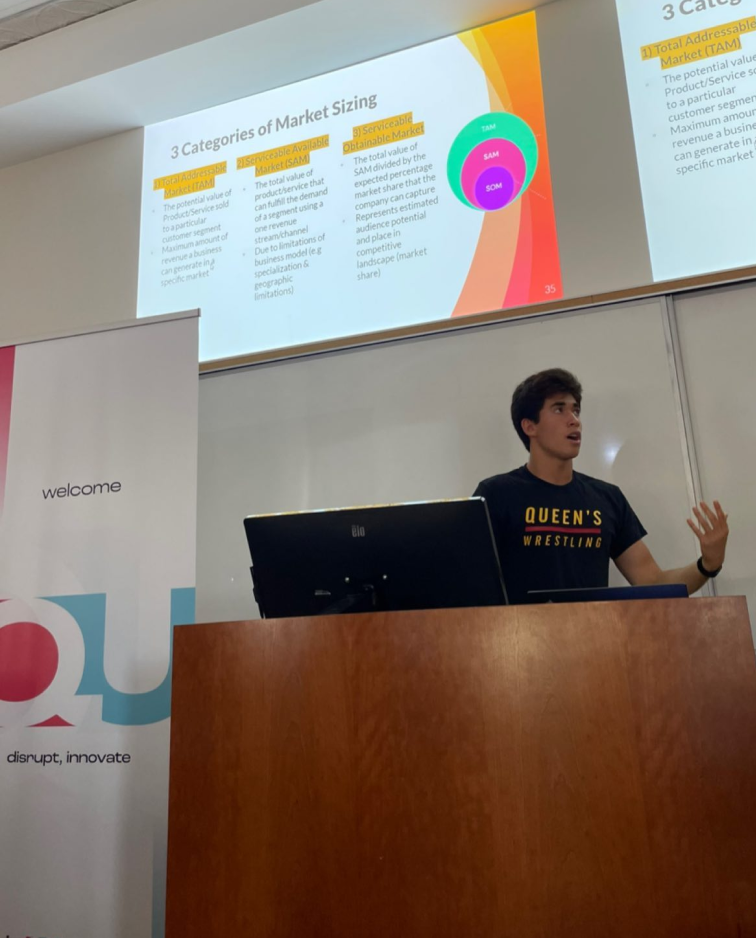 3 Categories of Market Sizing
1) Total Addressable
Market (TAM)
The potential value of
Product/Service sold
to a particular
customer segment
Maximum amount of
revenue a business
can generate in a
specific market
2) Serviceable Available
Market (SAM)
The total value of
product/service that
can fulfill the demand
of a segment using a
one revenue
stream/channel
Due to limitations of
business model (e.g
specialization &
geographic
limitations)
3) Serviceable
Obtainable Market
The total value of
SAM divided by the
expected percentage
market share that the
company can capture
Represents estimated
audience potential
and place in
competitive
landscape (market
share)
TAM
SAM
SOM
35
3 Categ
1) Total Addressable
Market (TAM)
The potential value
Product/Service so
to a particular
customer segmen
Maximum amoun
revenue a busine
can generate in
specific market
welcome
QU
disrupt, innovate
elo
QUEEN'S
WRESTLING